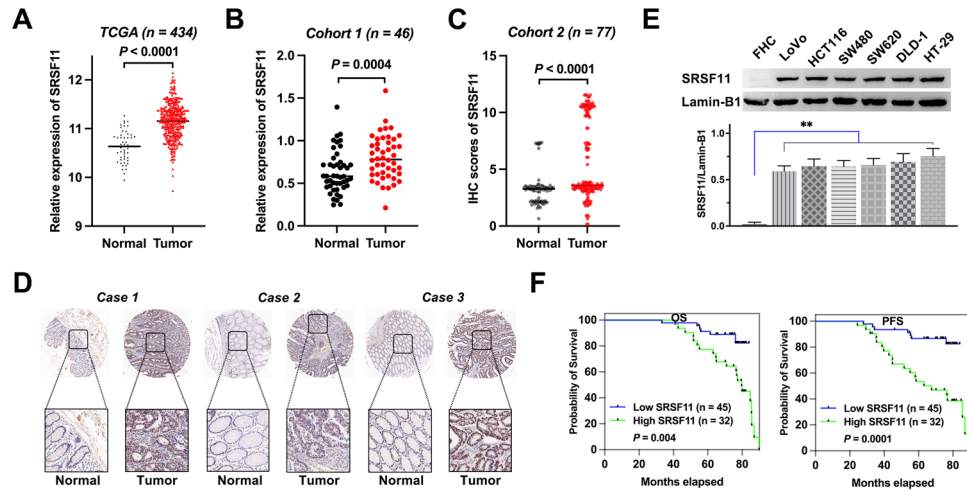 A
TCGA (n = 434)
P < 0.0001
Relative expression of SRSF11
12
11
10
9
Normal
Tumor
B
Cohort 1 (n = 46)
P = 0.0004
Relative expression of SRSF11
2.0
1.5
1.0
0.5
0.0
Normal
Tumor
C
Cohort 2 (n = 77)
P < 0.0001
IHC scores of SRSF11
15
10
5
0
Normal
Tumor
E
FHC
LoVo
HCT116
SW480
SW620
DLD-1
HT-29
SRSF11
Lamin-B1
**
SRSF11/Lamin-B1
1.0
0.5
0.0
D
Case 1
Case 2
Case 3
Normal
Tumor
Normal
Tumor
Normal
Tumor
F
OS
Probability of Survival
100
80
60
40
20
0
Low SRSF11 (n = 45)
High SRSF11 (n = 32)
P = 0.004
0
20
40
60
80
Months elapsed
PFS
Probability of Survival
100
80
60
40
20
0
Low SRSF11 (n = 45)
High SRSF11 (n = 32)
P = 0.0001
0
20
40
60
80
Months elapsed